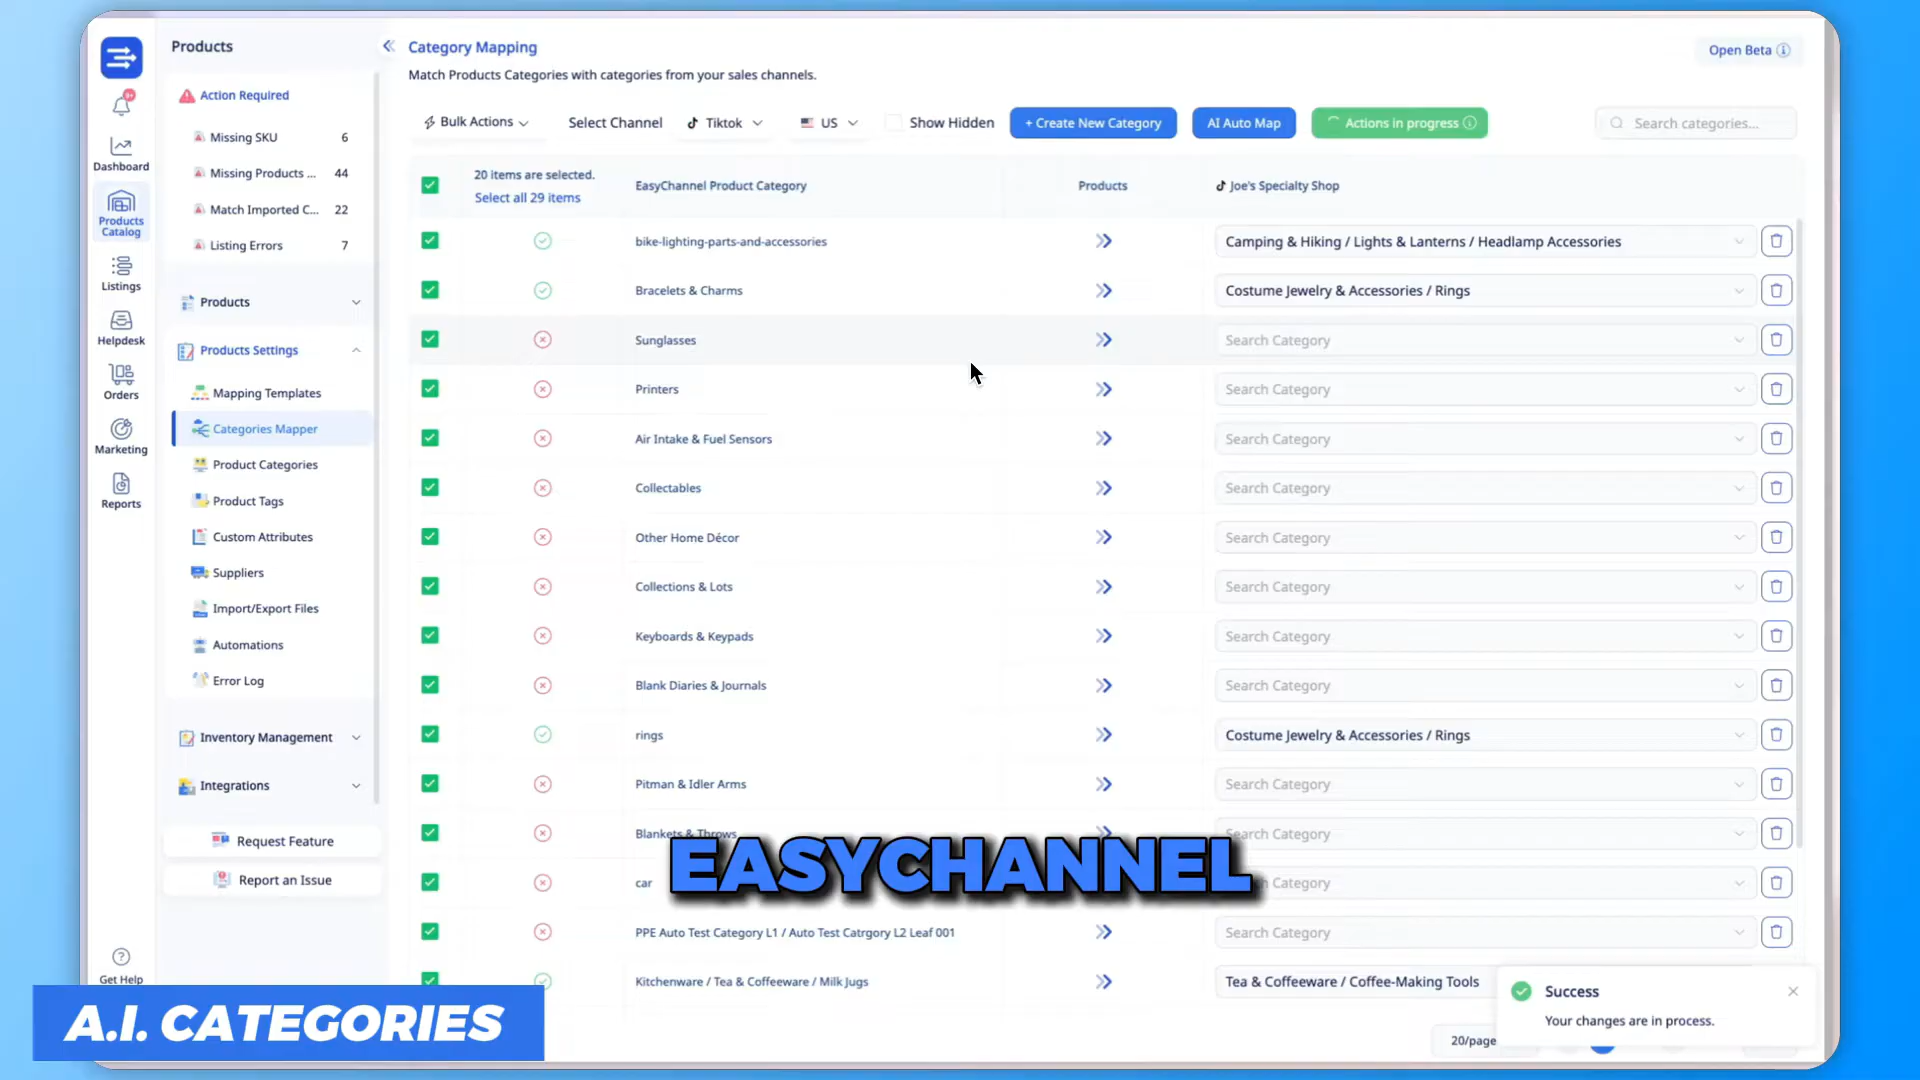 Products
Action Required
Missing SKU 6
Missing Products ... 44
Match Imported C... 22
Listing Errors 7
Products
Products Settings
Mapping Templates
Categories Mapper
Product Categories
Product Tags
Custom Attributes
Suppliers
Import/Export Files
Automations
Error Log
Inventory Management
Integrations
Request Feature
Report an Issue
9+
Dashboard
Products
Catalog
Listings
Helpdesk
Orders
Marketing
Reports
Get Help
Category Mapping
Open Beta
Match Products Categories with categories from your sales channels.
Bulk Actions Select Channel Tiktok US Show Hidden + Create New Category AI Auto Map Actions in progress Search categories...
20 items are selected.
Select all 29 items
EasyChannel Product Category Products Joe's Specialty Shop
bike-lighting-parts-and-accessories Camping & Hiking / Lights & Lanterns / Headlamp Accessories
Bracelets & Charms Costume Jewelry & Accessories / Rings
Sunglasses Search Category
Printers Search Category
Air Intake & Fuel Sensors Search Category
Collectables Search Category
Other Home Décor Search Category
Collections & Lots Search Category
Keyboards & Keypads Search Category
Blank Diaries & Journals Search Category
rings Costume Jewelry & Accessories / Rings
Pitman & Idler Arms Search Category
Blankets & Throws Search Category
car Category
PPE Auto Test Category L1 / Auto Test Catrgory L2 Leaf 001 Search Category
Kitchenware / Tea & Coffeeware / Milk Jugs Tea & Coffeeware / Coffee-Making Tools
20/page
Success
Your changes are in process.
EASYCHANNEL
A.I. CATEGORIES